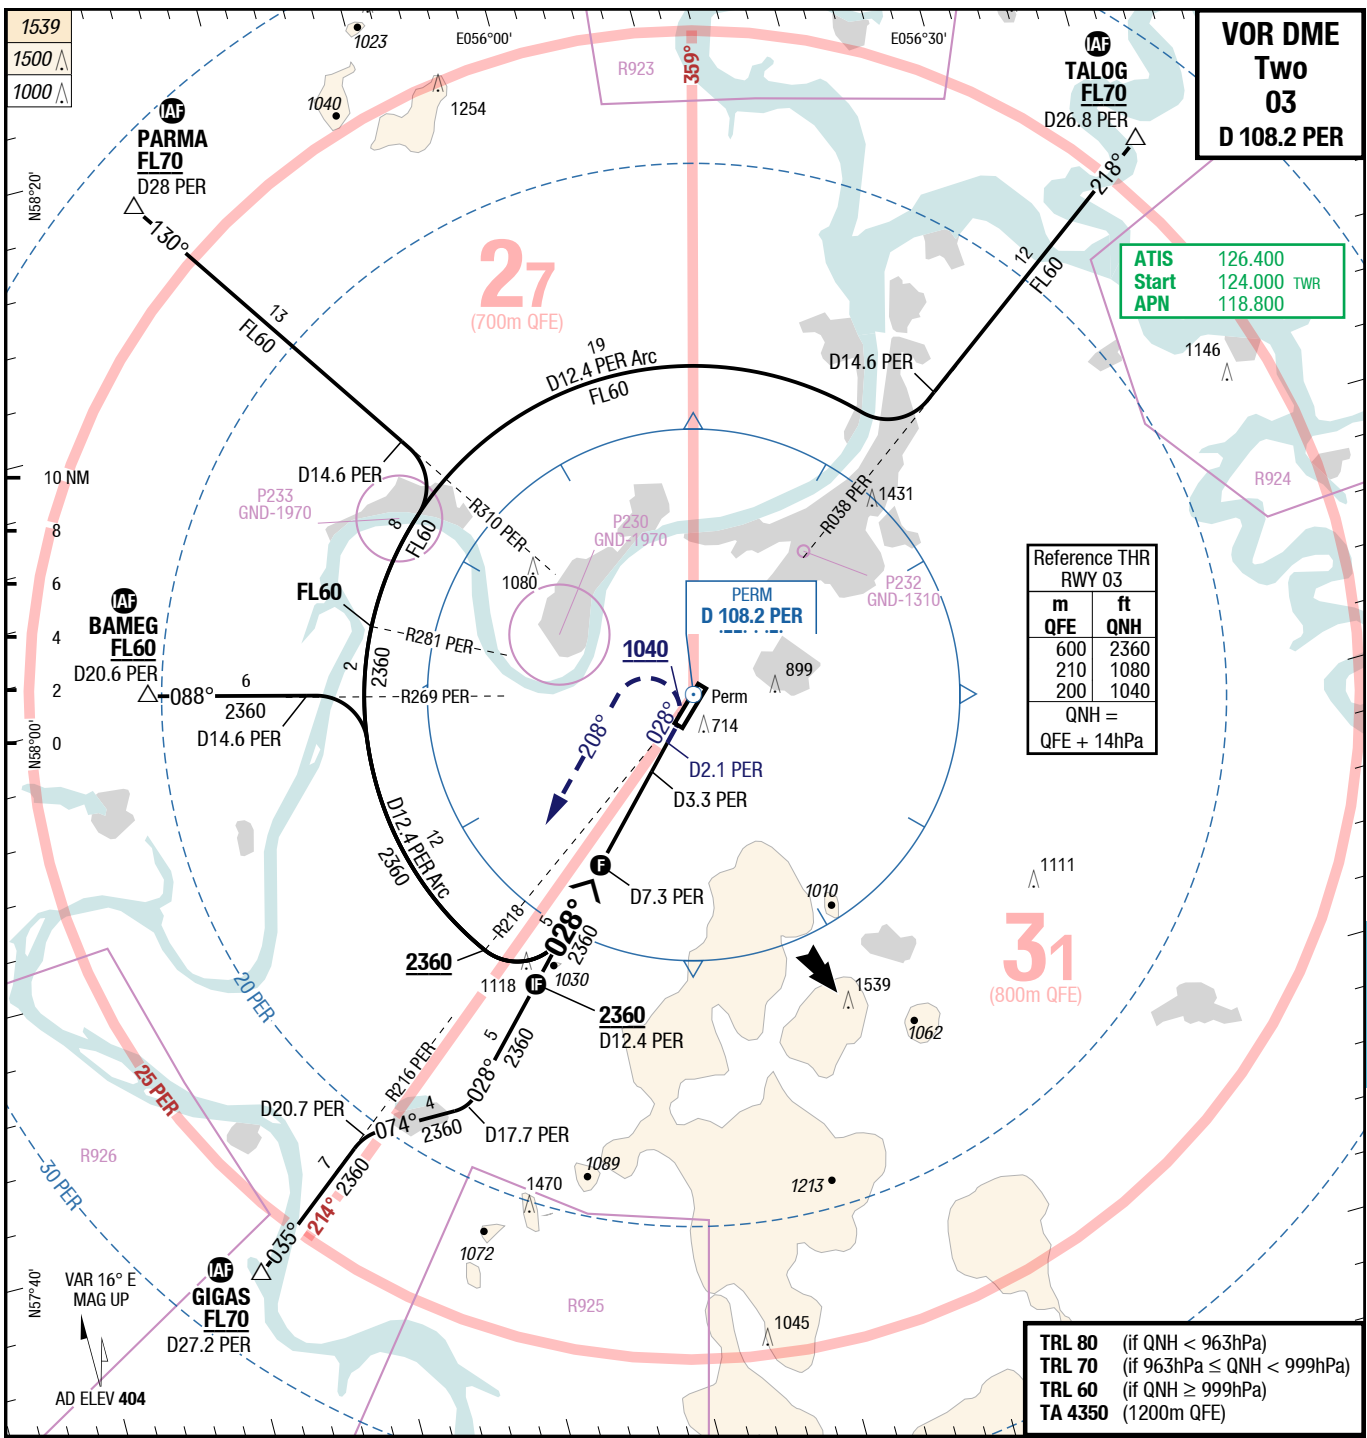 1539
1500
1000
1023
E056°00'
E056°30'
R923
359°
IAF
TALOG
FL70
D26.8 PER
VOR DME
Two
03
D 108.2 PER
1040
1254
IAF
PARMA
FL70
D28 PER
N58°20'
130°
218°
27
(700m QFE)
12
FL60
ATIS 126.400
Start 124.000 TWR
APN 118.800
13
FL60
19
D12.4 PER Arc
FL60
D14.6 PER
1146
10 NM
D14.6 PER
P233
GND-1970
R310 PER
8
FL60
P230
GND-1970
R038 PER
1431
R924
8
6
4
2
0
1080
P232
GND-1310
Reference THR
RWY 03
m ft
QFE QNH
600 2360
210 1080
200 1040
QNH =
QFE + 14hPa
FL60
IAF
BAMEG
FL60
D20.6 PER
R281 PER
PERM
D 108.2 PER
1040
899
6
088°
2360
2
2360
R269 PER
Perm
D14.6 PER
208°
028°
714
N58°00'
D2.1 PER
D3.3 PER
12
D12.4 PER Arc
2360
F
D7.3 PER
1010
1111
R218
5
028°
2360
31
(800m QFE)
2360
1118
1030
IF
2360
D12.4 PER
1539
1062
20 PER
5
2360
028°
R216 PER
25 PER
D20.7 PER
4
074°
2360
D17.7 PER
R926
30 PER
7
2360
214°
1089
1470
1213
1072
035°
IAF
GIGAS
FL70
D27.2 PER
N57°40'
VAR 16° E
MAG UP
R925
1045
AD ELEV 404
TRL 80 (if QNH < 963hPa)
TRL 70 (if 963hPa ≤ QNH < 999hPa)
TRL 60 (if QNH ≥ 999hPa)
TA 4350 (1200m QFE)